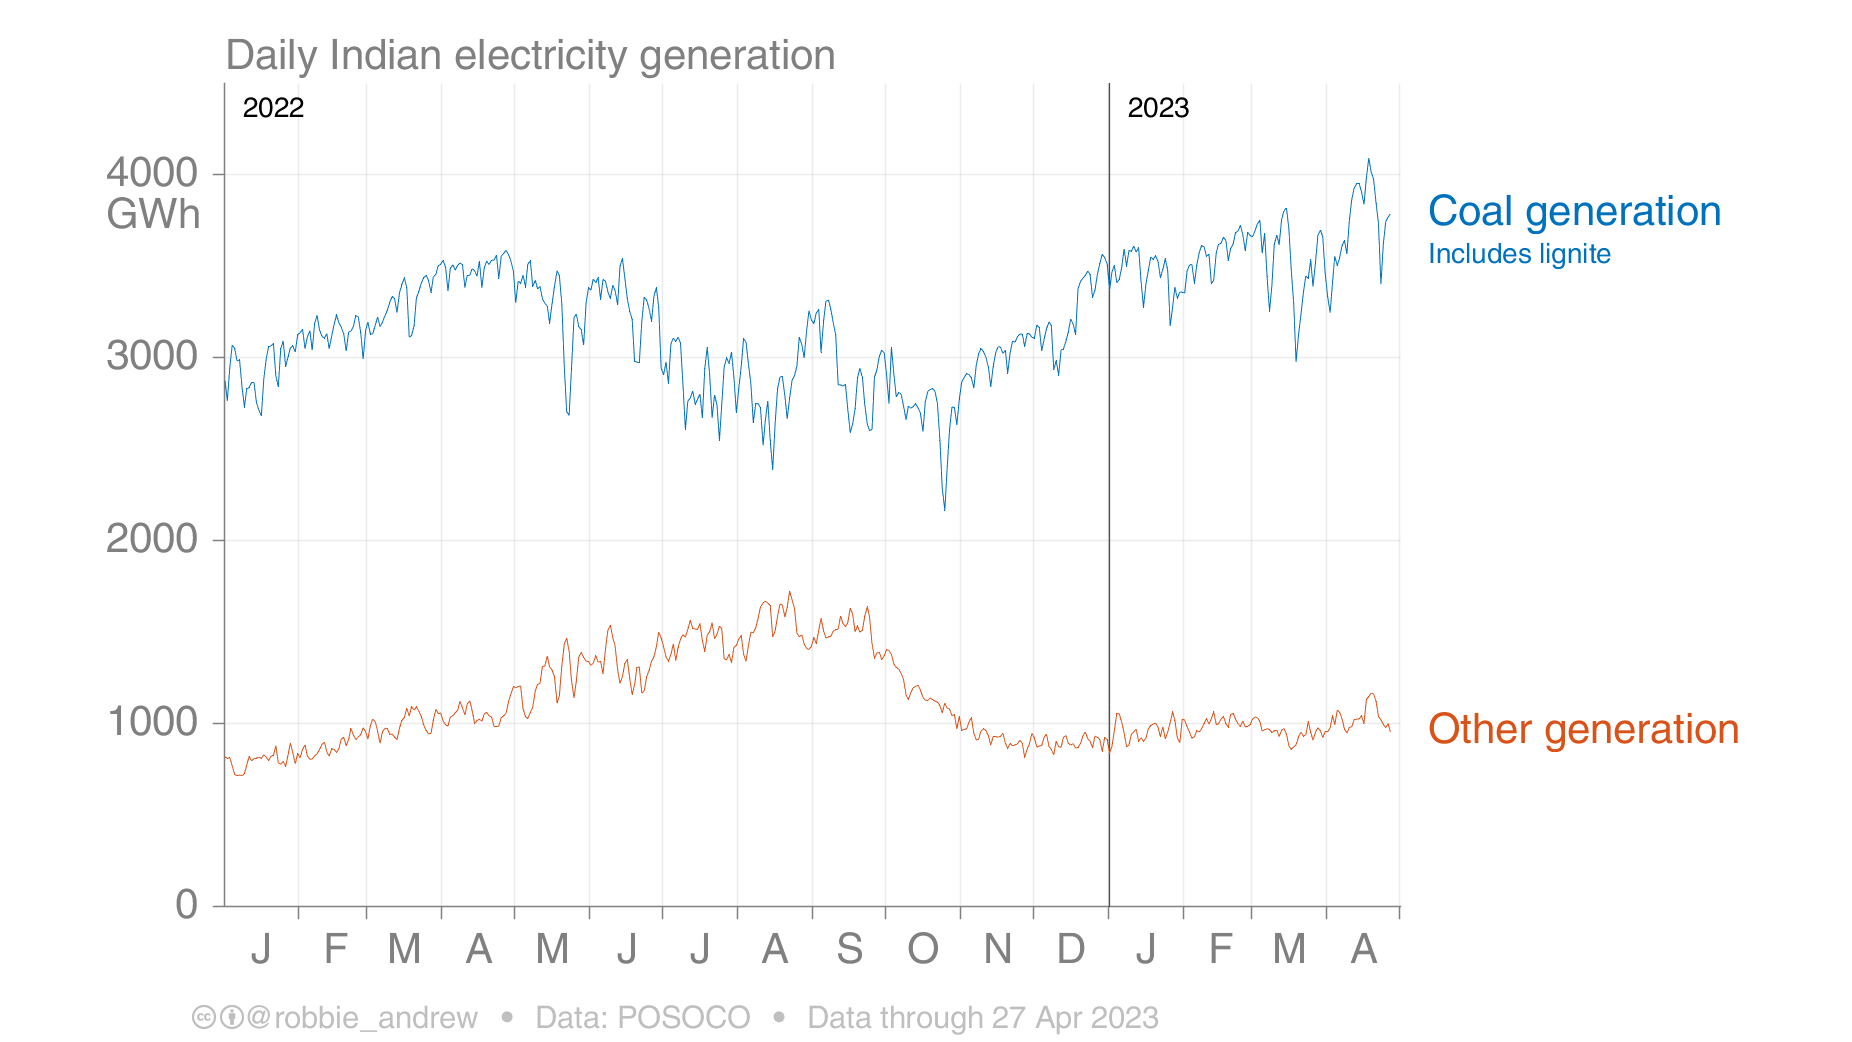 Daily Indian electricity generation
2022
2023
4000
GWh
3000
2000
1000
0
Coal generation
Includes lignite
Other generation
J F M A M J J A S O N D J F M A
cc @robbie_andrew • Data: POSOCO • Data through 27 Apr 2023